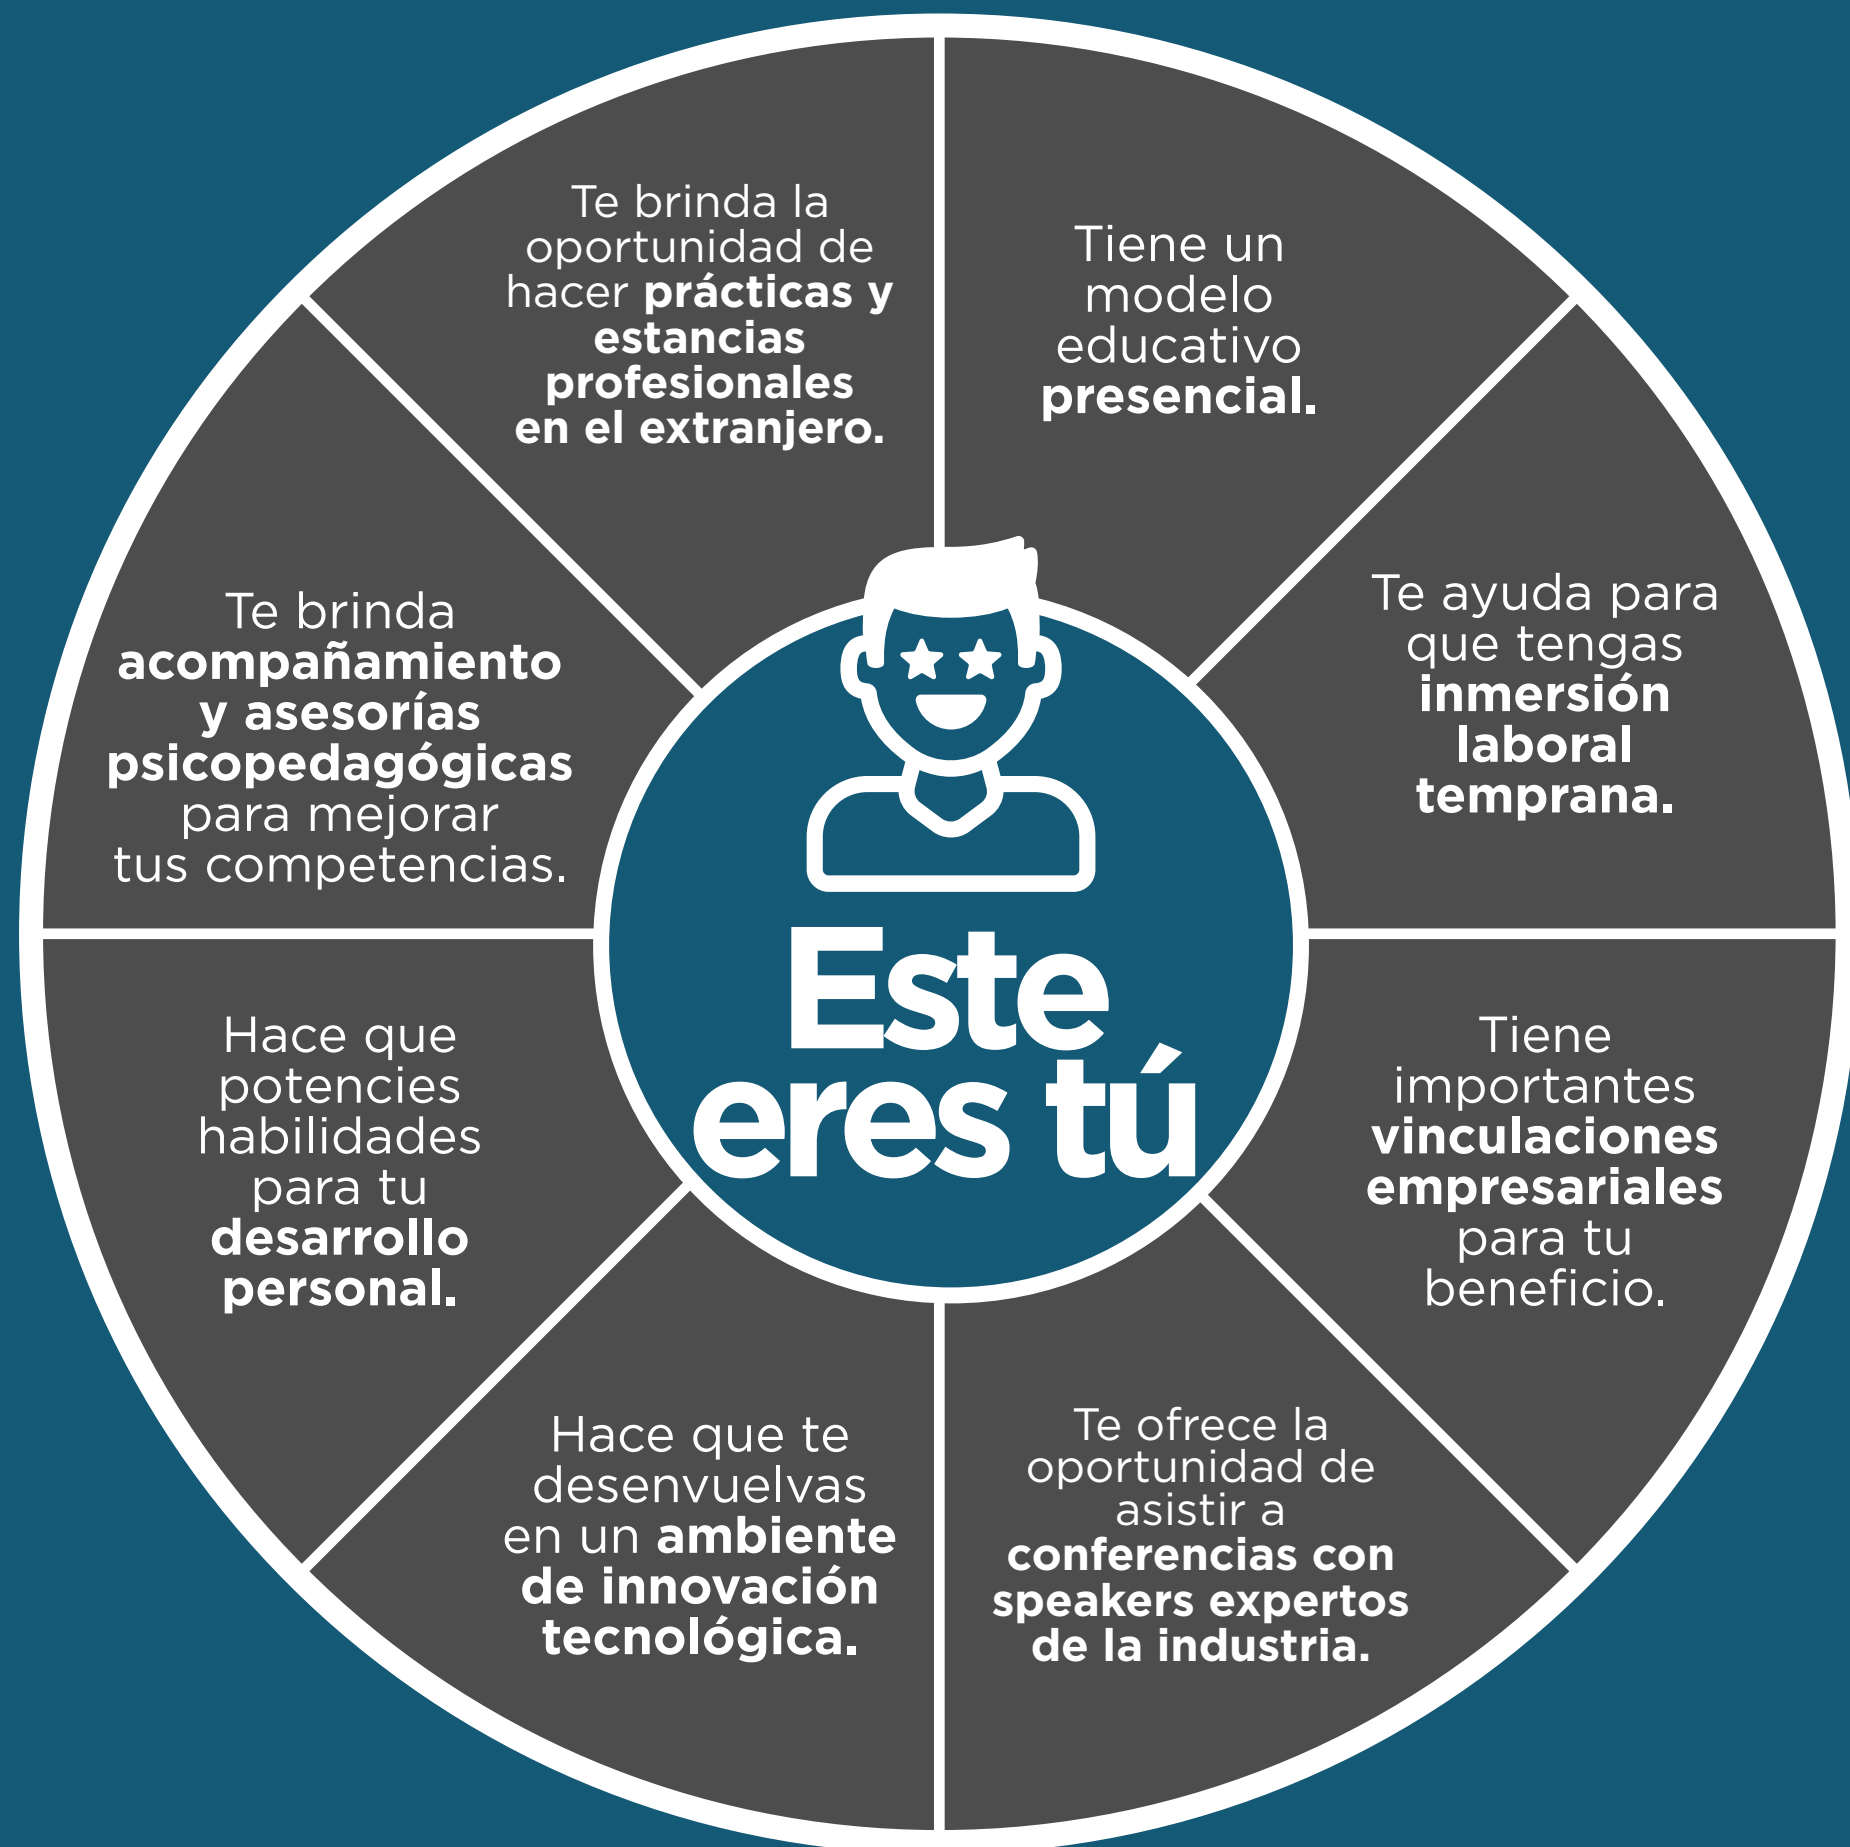 Te brinda la
oportunidad de
hacer prácticas y
estancias
profesionales
en el extranjero.
Tiene un
modelo
educativo
presencial.
Te ayuda para
que tengas
inmersión
laboral
temprana.
Tiene
importantes
vinculaciones
empresariales
para tu
beneficio.
Te ofrece la
oportunidad de
asistir a
conferencias con
speakers expertos
de la industria.
Hace que te
desenvuelvas
en un ambiente
de innovación
tecnológica.
Hace que
potencies
habilidades
para tu
desarrollo
personal.
Te brinda
acompañamiento
y asesorías
psicopedagógicas
para mejorar
tus competencias.
Este
eres tú